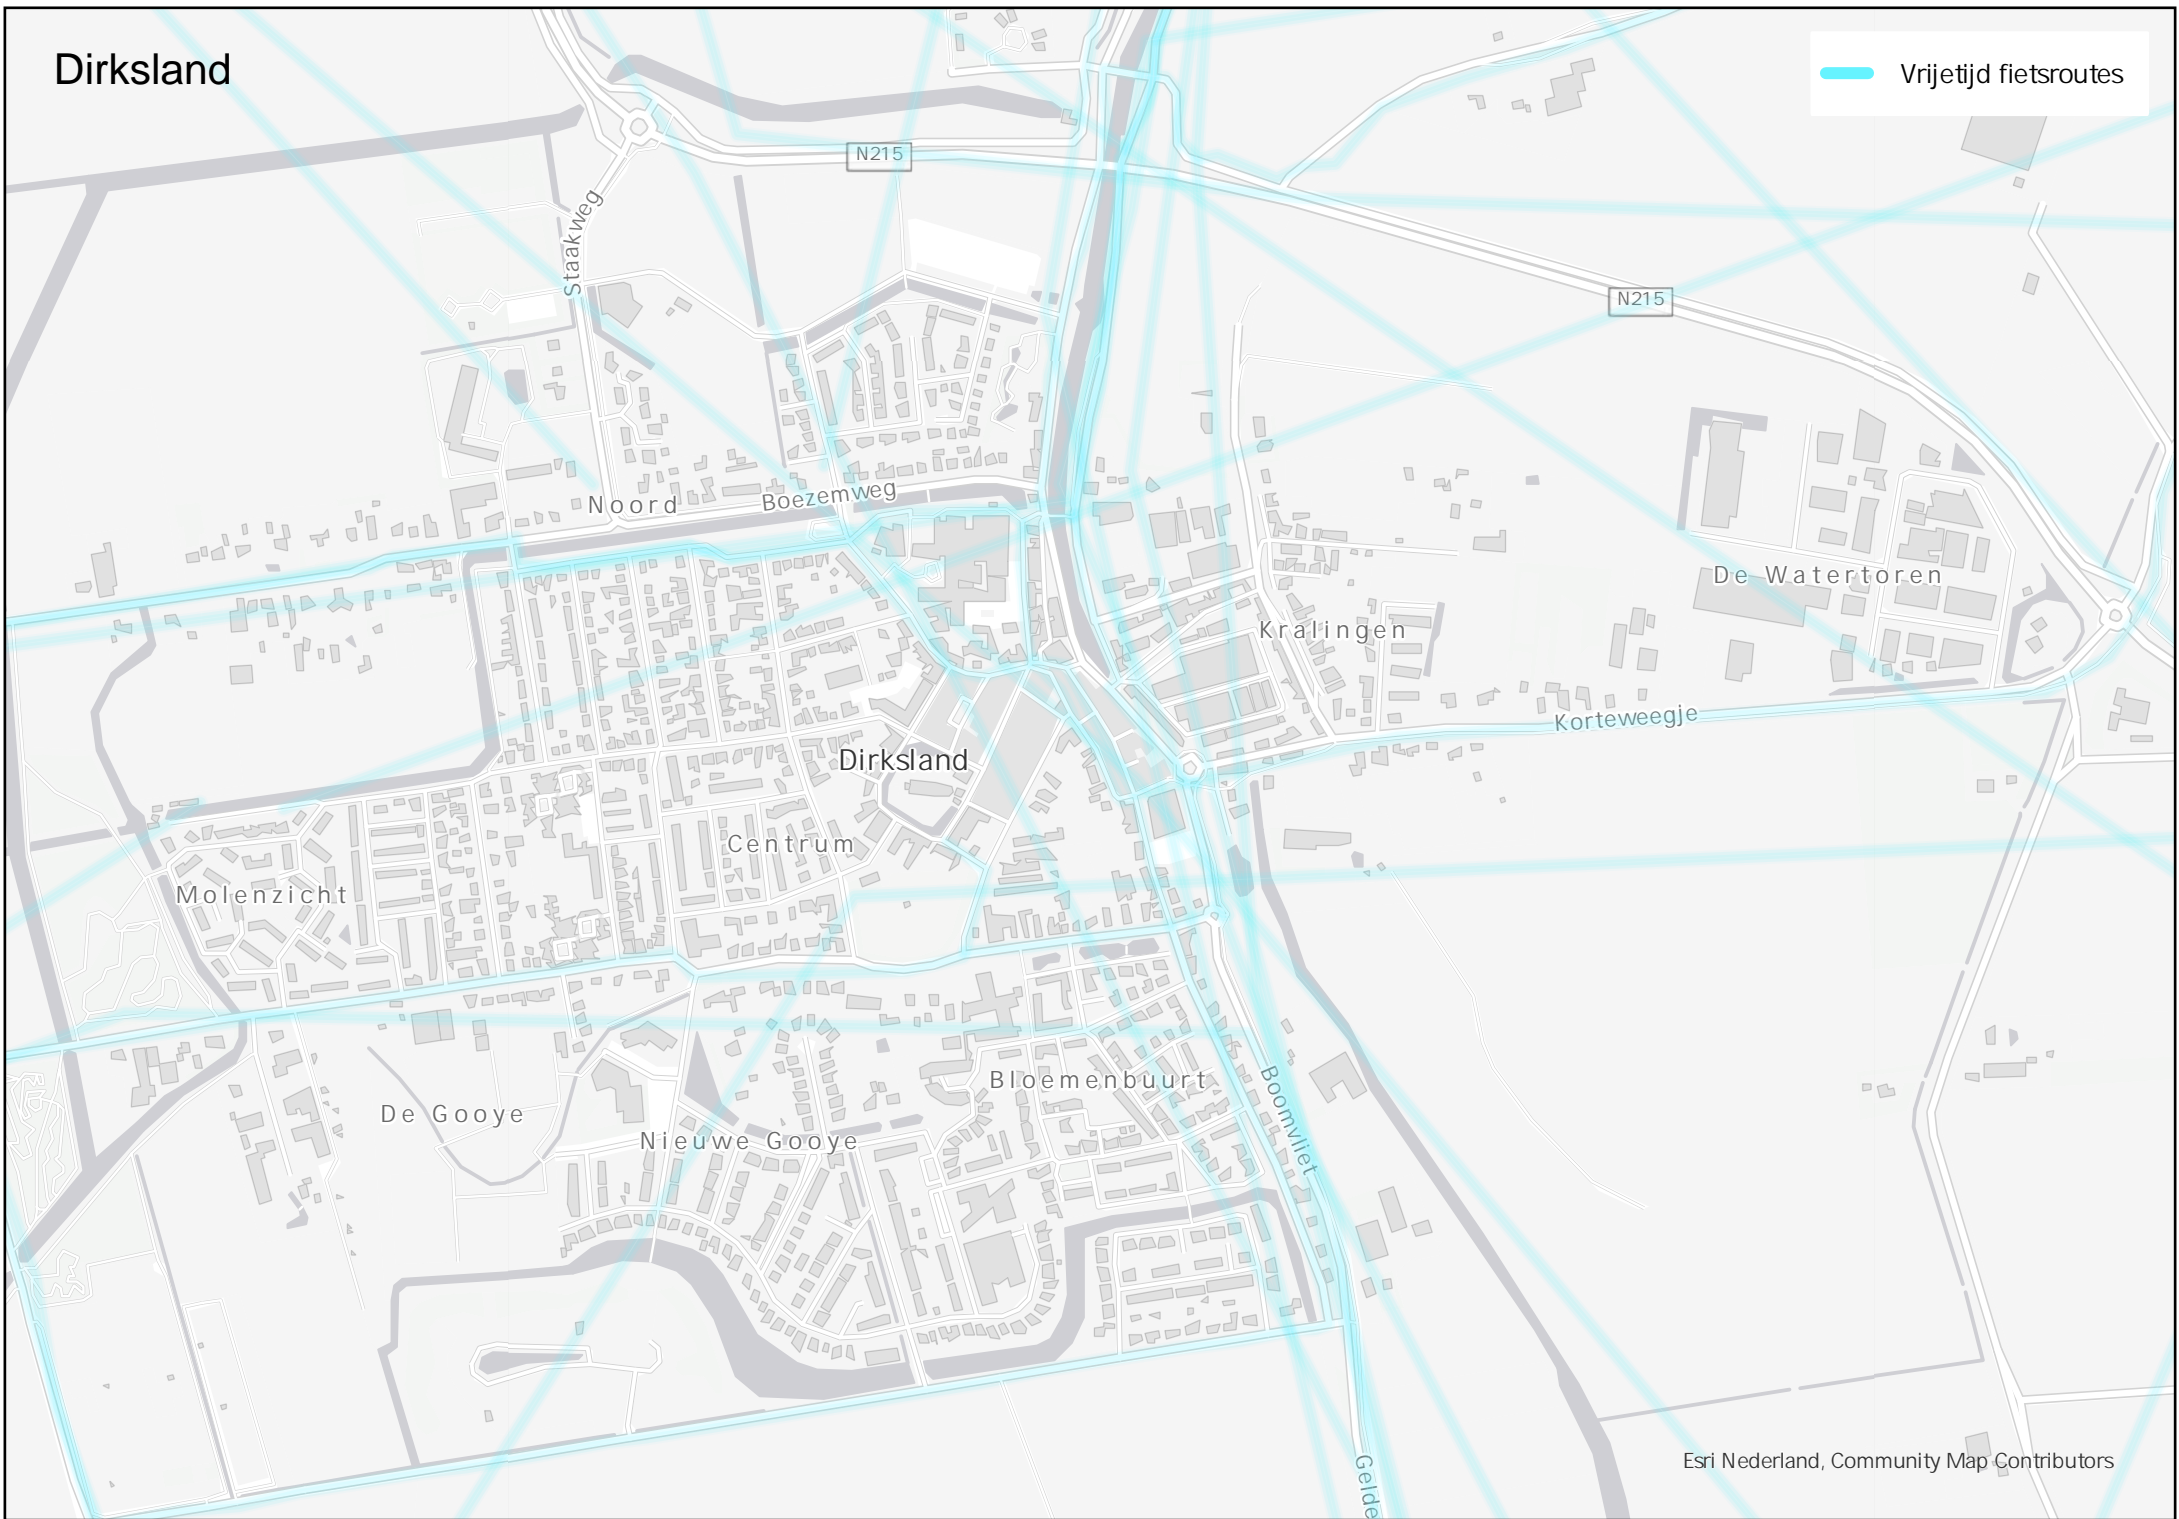 Dirksland
Vrijetijd fietsroutes
N215
Staakweg
N215
Noord
Boezemweg
De Watertoren
Kralingen
Korteweegje
Dirksland
Centrum
Molenzicht
Bloemenbuurt
Boomvliet
De Gooye
Nieuwe Gooye
Gelde
Esri Nederland, Community Map Contributors